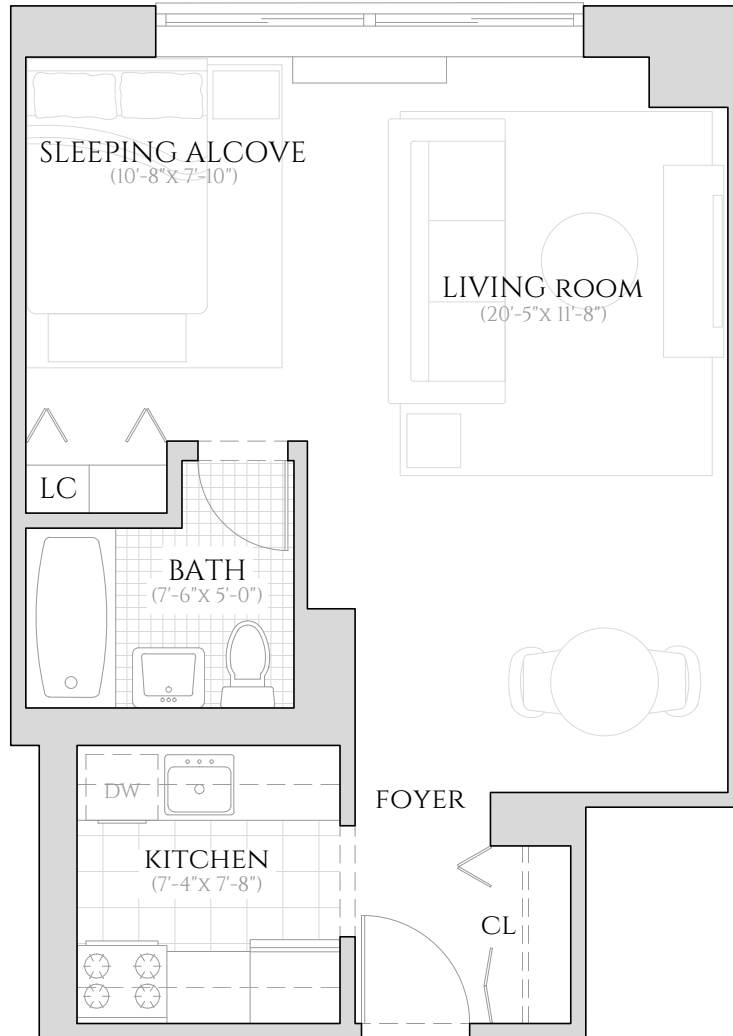 SLEEPING ALCOVE
(10'-8"X 7'-10")
LIVING ROOM
(20'-5"X 11'-8")
LC
BATH
(7'-6"X 5'-0")
DW
FOYER
KITCHEN
(7'-4"X 7'-8")
CL